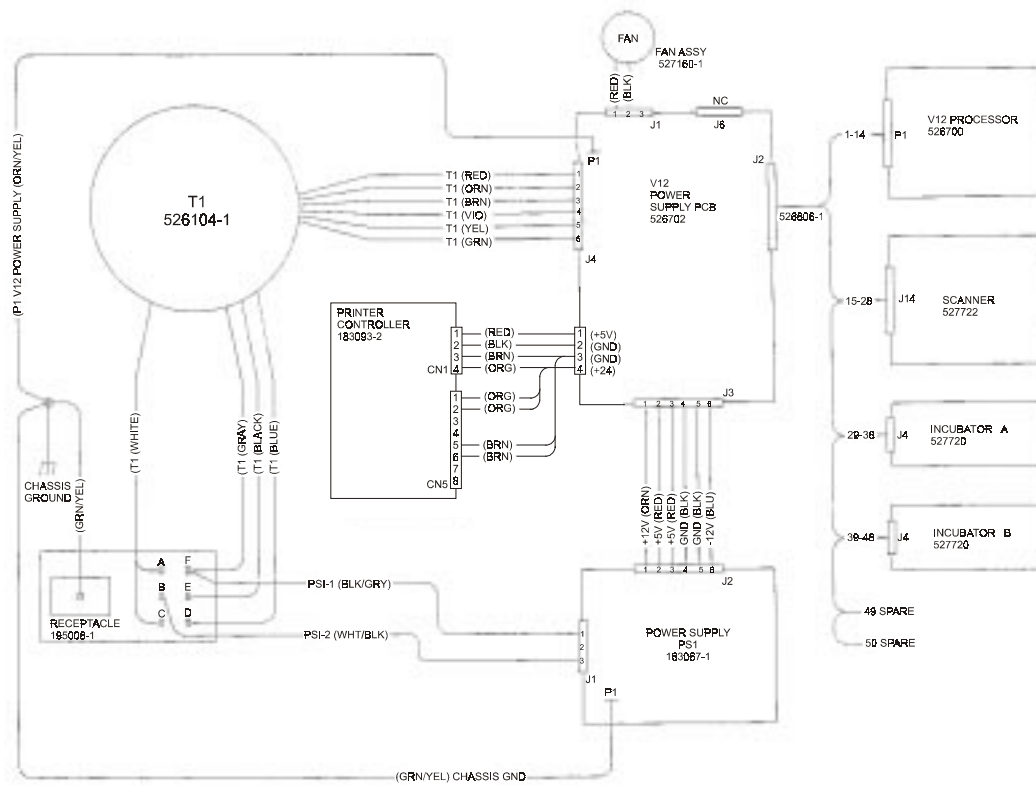 FAN
FAN ASSY
527160-1
(RED)
(BLK)
1 2 3
J1
NC
J6
V12 PROCESSOR
526700
P1
1-14
J2
P1
T1
526104-1
T1 (RED)
T1 (ORN)
T1 (BRN)
T1 (VIO)
T1 (YEL)
T1 (GRN)
1
2
3
4
5
6
J4
V12
POWER
SUPPLY PCB
526702
526806-1
(P1 V12 POWER SUPPLY (ORN/YEL)
15-28
J14
SCANNER
527722
PRINTER
CONTROLLER
183093-2
1
2
3
4
CN1
(RED)
(BLK)
(BRN)
(ORG)
1
2
3
4
(+5V)
(GND)
(GND)
(+24)
1
2
3
4
5
6
7
8
CN5
(ORG)
(ORG)
(BRN)
(BRN)
1 2 3 4 5 6
J3
29-38
J4
INCUBATOR A
527720
(T1 (WHITE)
(T1 (GRAY)
(T1 (BLACK)
(T1 (BLUE)
CHASSIS
GROUND
(GRN/YEL)
+12V (ORN)
+5V (RED)
+5V (RED)
GND (BLK)
GND (BLK)
-12V (BLU)
39-48
J4
INCUBATOR B
527720
A F
B E
C D
RECEPTACLE
195008-1
PSI-1 (BLK/GRY)
PSI-2 (WHT/BLK)
1 2 3 4 5 6
J2
1
2
3
J1
POWER SUPPLY
PS1
183067-1
P1
49 SPARE
50 SPARE
(GRN/YEL) CHASSIS GND